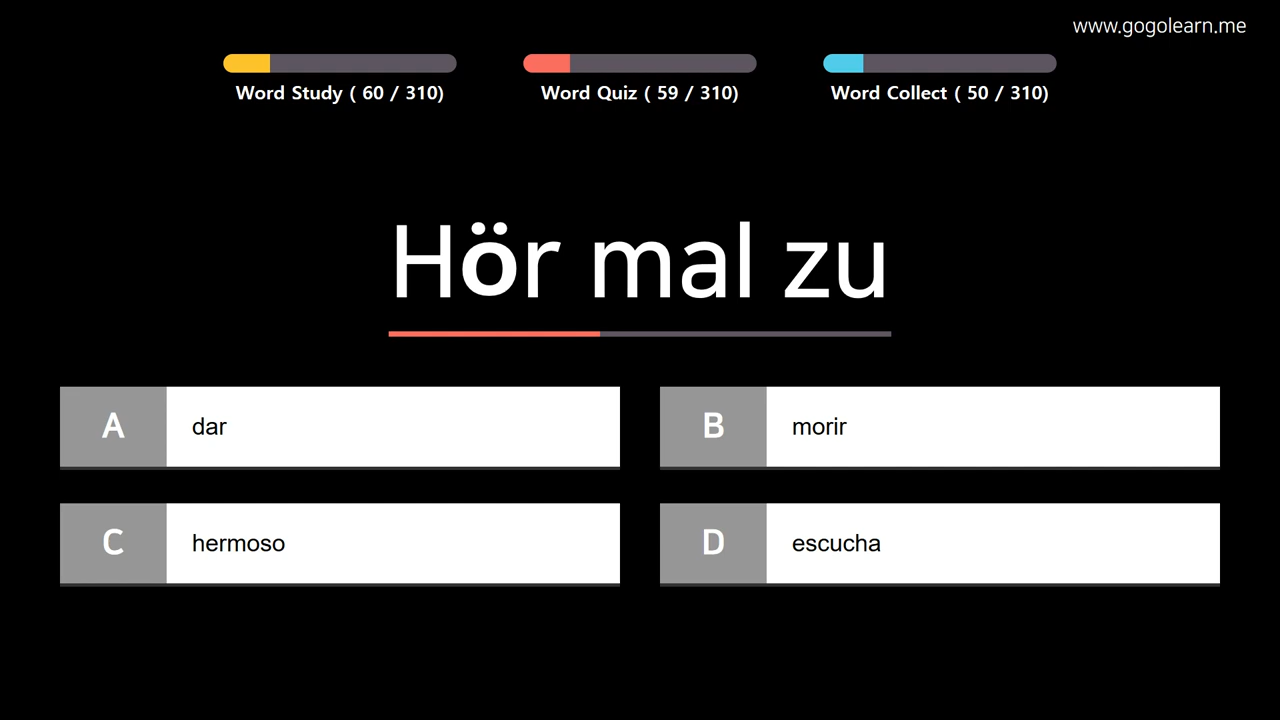 www.gogolearn.me
Word Study ( 60 / 310)
Word Quiz ( 59 / 310)
Word Collect ( 50 / 310)
Hör mal zu
A dar
B morir
C hermoso
D escucha